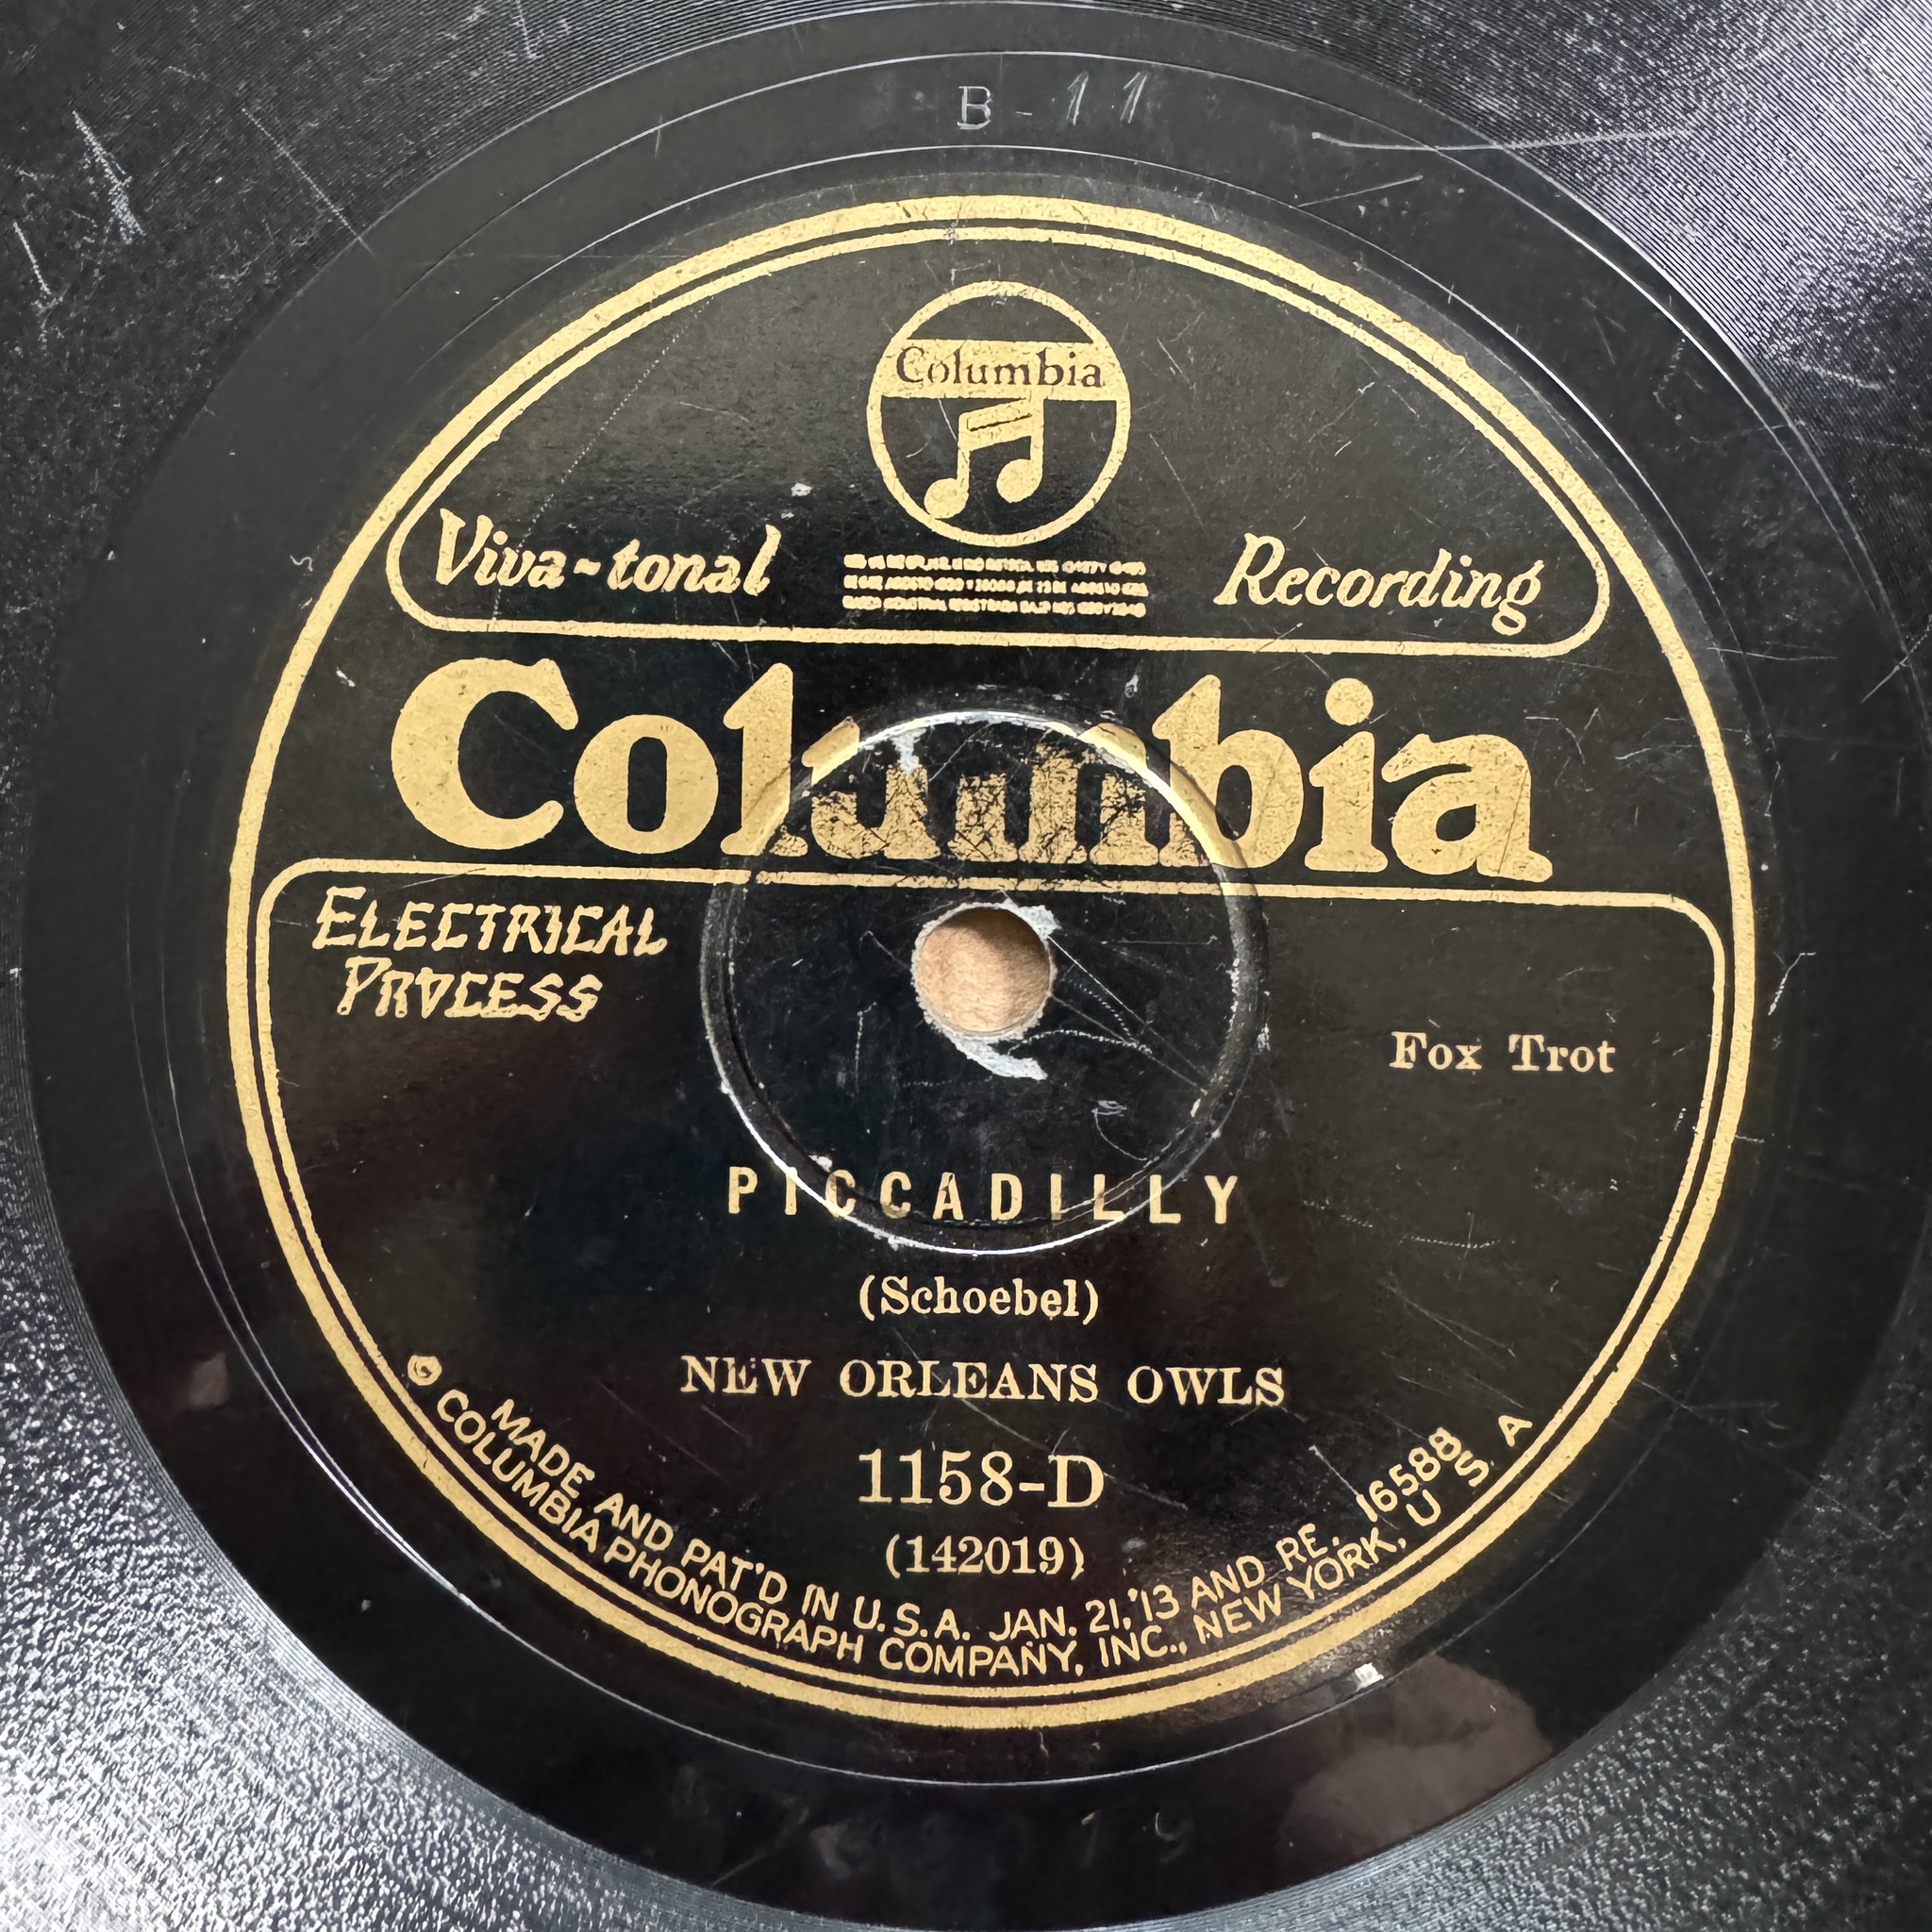 B-11
Columbia
Viva-tonal Recording
Columbia
ELECTRICAL
PROCESS
Fox Trot
PICCADILLY
(Schoebel)
NEW ORLEANS OWLS
1158-D
(142019)
MADE AND PAT'D IN U.S.A. JAN. 21,'13 AND RE. 16588
COLUMBIA PHONOGRAPH COMPANY, INC., NEW YORK, U S A